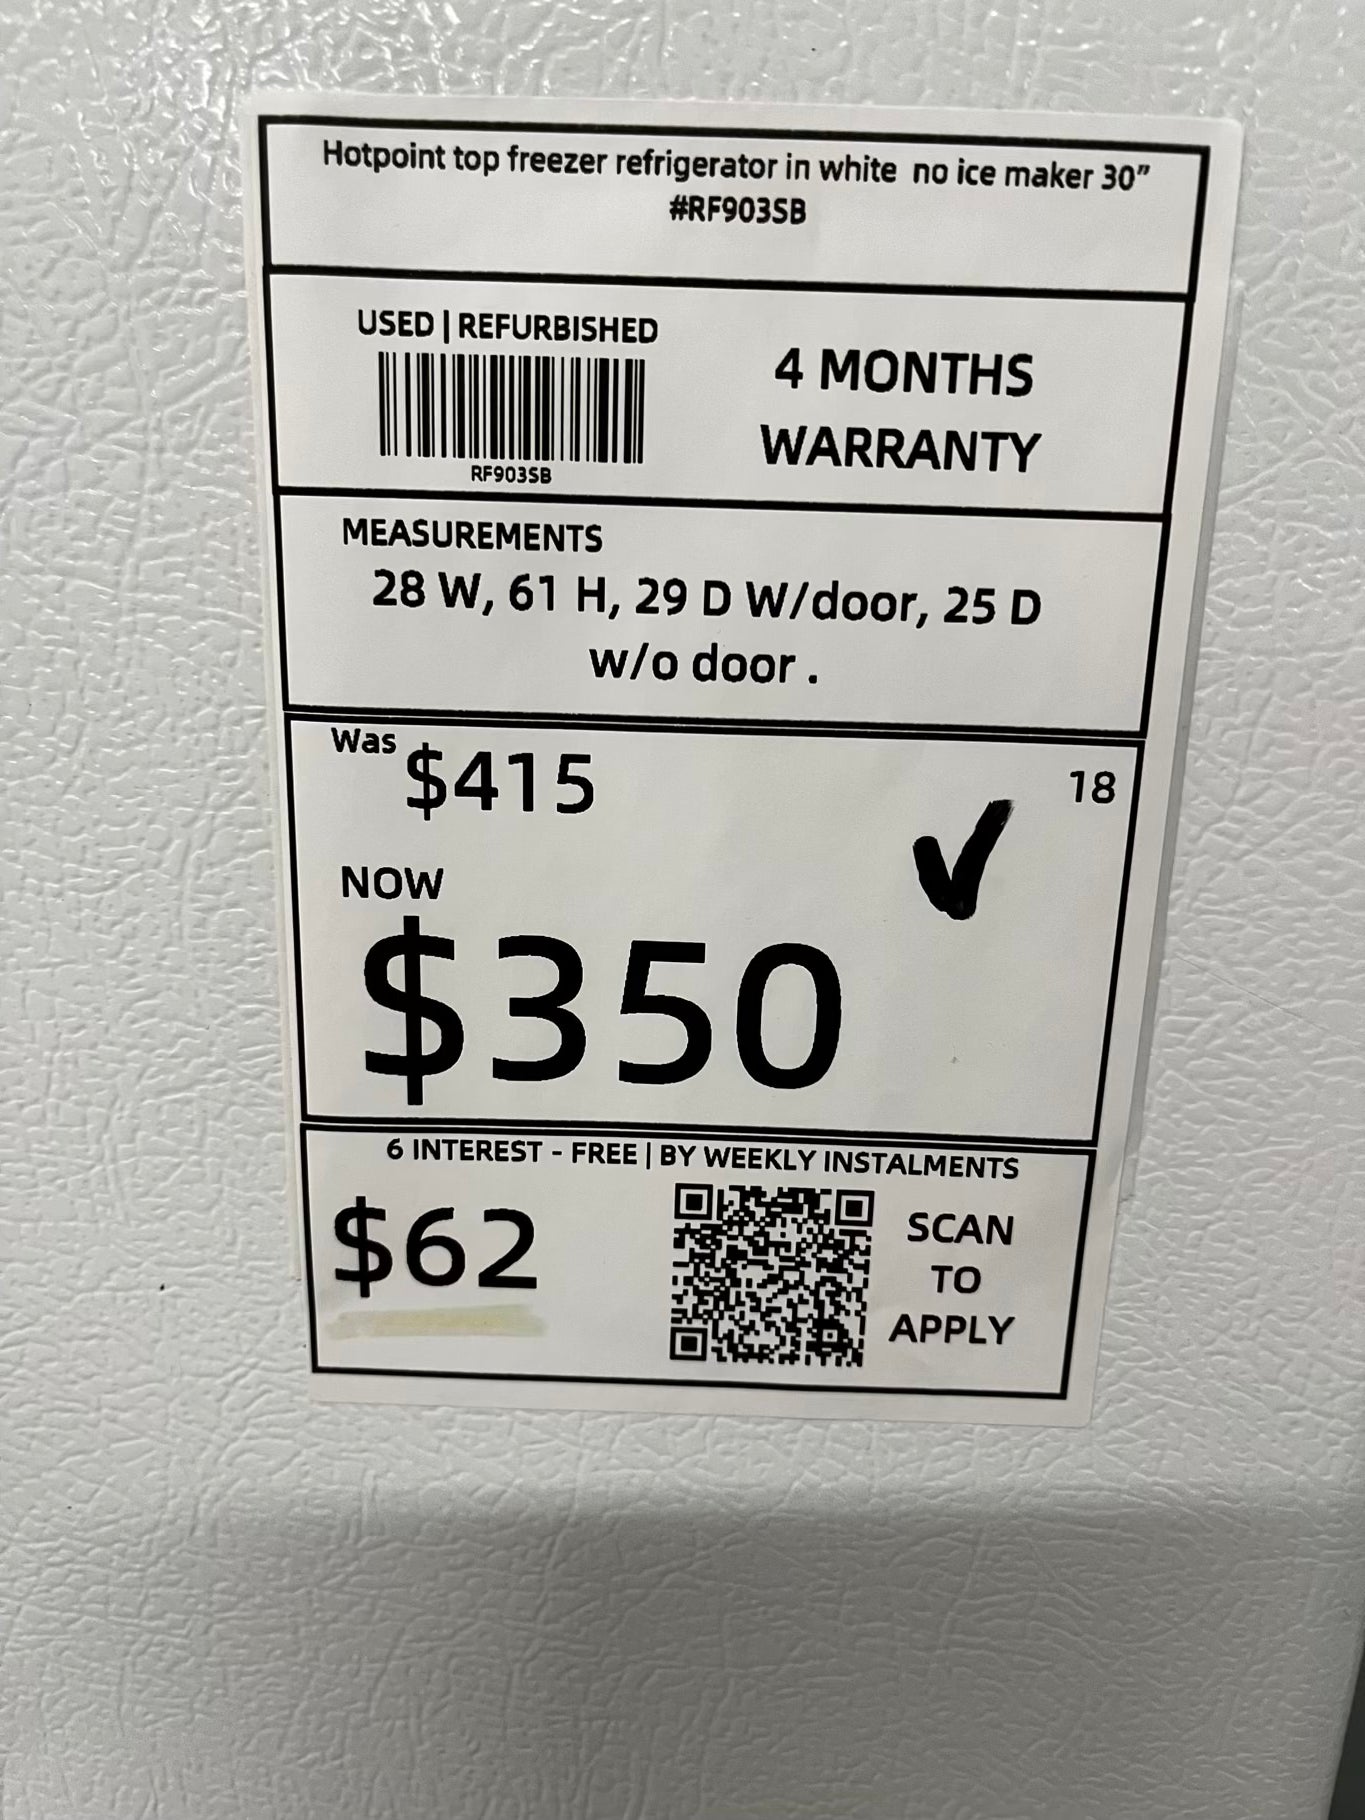 Hotpoint top freezer refrigerator in white no ice maker 30”
#RF903SB
USED | REFURBISHED
RF903SB
4 MONTHS
WARRANTY
MEASUREMENTS
28 W, 61 H, 29 D W/door, 25 D
w/o door .
Was $415
18
NOW
$350
6 INTEREST - FREE | BY WEEKLY INSTALMENTS
$62
SCAN
TO
APPLY